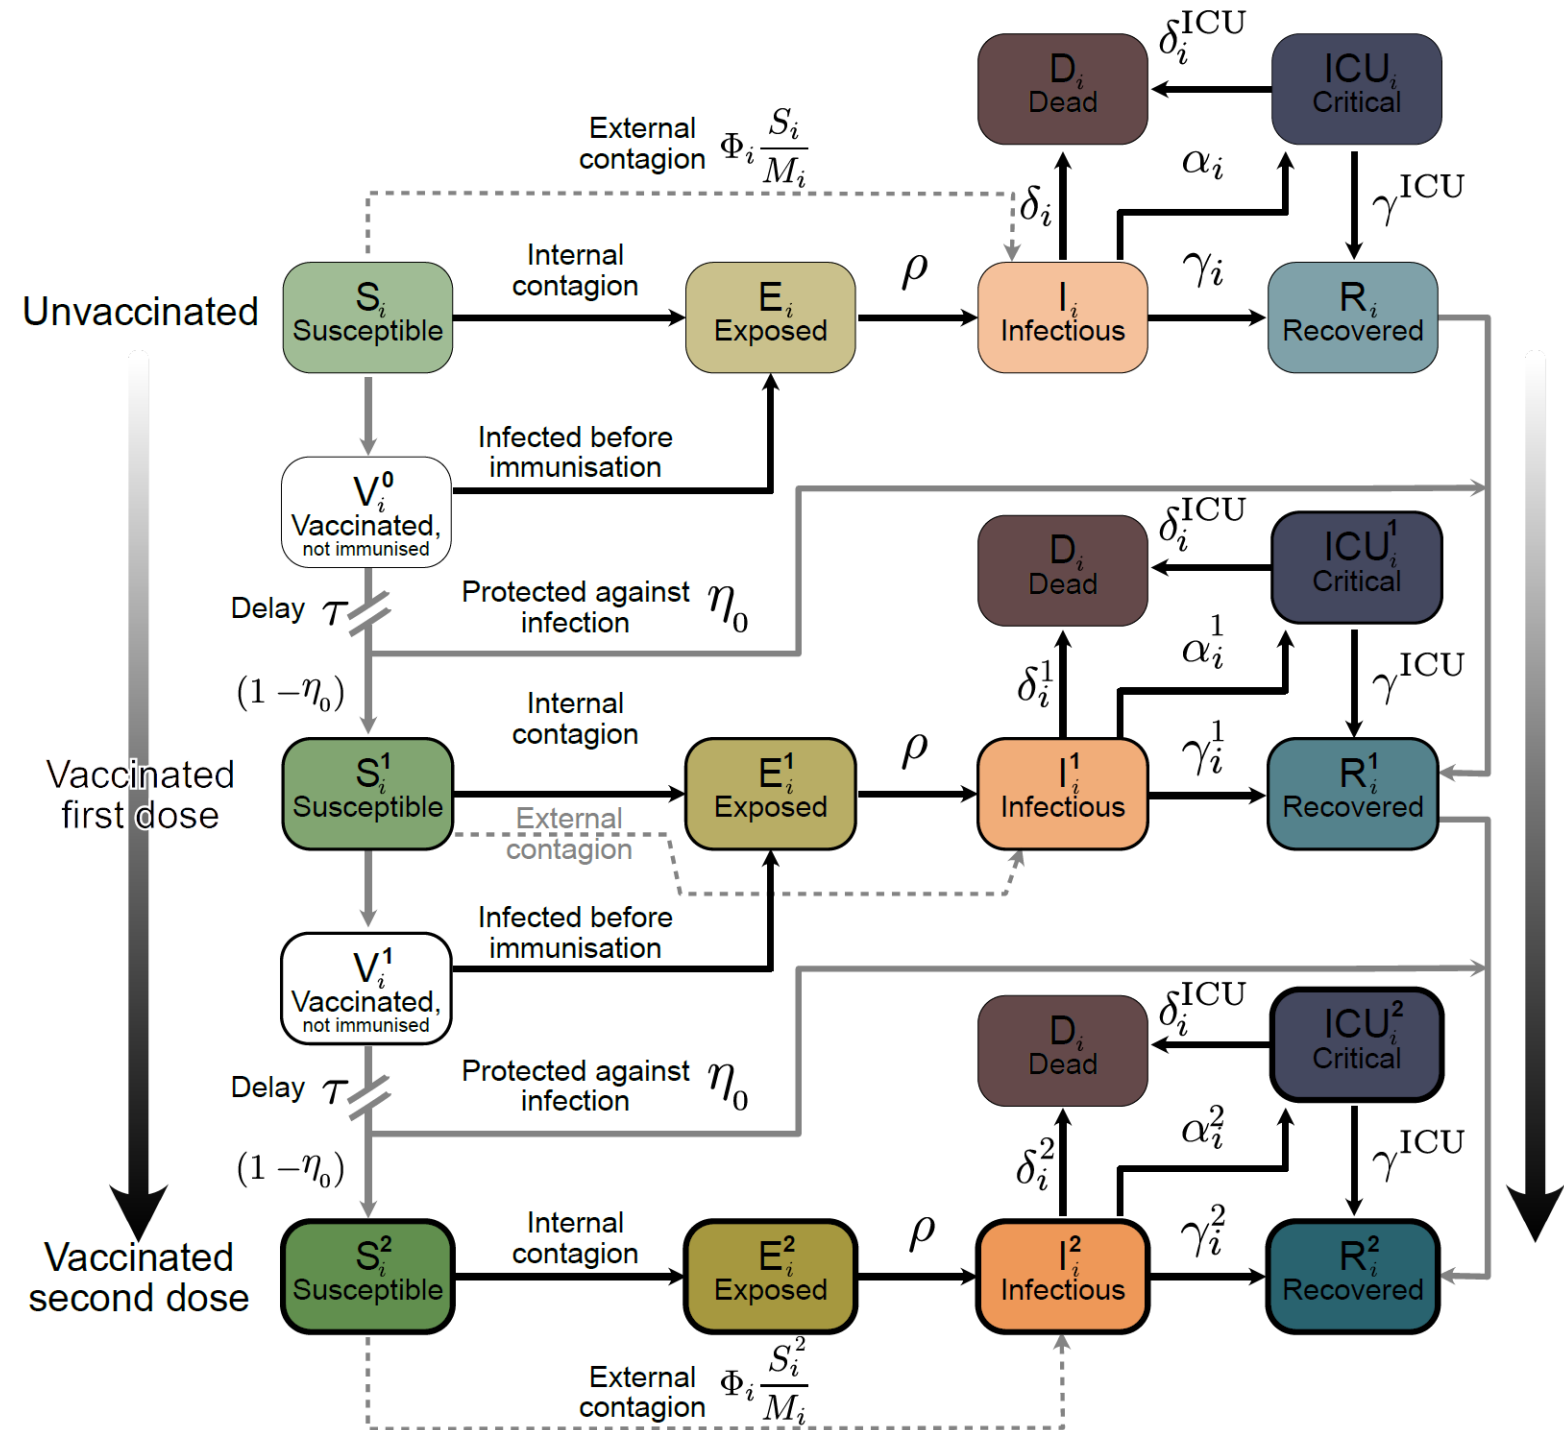 δ_i^ICU
D_i
Dead
ICU_i
Critical
External
contagion Φ_i S_i/M_i
δ_i
α_i
γ^ICU
Unvaccinated
S_i
Susceptible
Internal
contagion
E_i
Exposed
ρ
I_i
Infectious
γ_i
R_i
Recovered
Infected before
immunisation
V_i^0
Vaccinated,
not immunised
Delay τ
Protected against
infection η_0
(1 −η_0)
δ_i^ICU
D_i
Dead
ICU_i^1
Critical
δ_i^1
α_i^1
γ^ICU
Vaccinated
first dose
S_i^1
Susceptible
Internal
contagion
External
contagion
E_i^1
Exposed
ρ
I_i^1
Infectious
γ_i^1
R_i^1
Recovered
Infected before
immunisation
V_i^1
Vaccinated,
not immunised
Delay τ
Protected against
infection η_0
(1 −η_0)
δ_i^ICU
D_i
Dead
ICU_i^2
Critical
δ_i^2
α_i^2
γ^ICU
Vaccinated
second dose
S_i^2
Susceptible
Internal
contagion
E_i^2
Exposed
ρ
I_i^2
Infectious
γ_i^2
R_i^2
Recovered
External
contagion Φ_i S_i^2/M_i